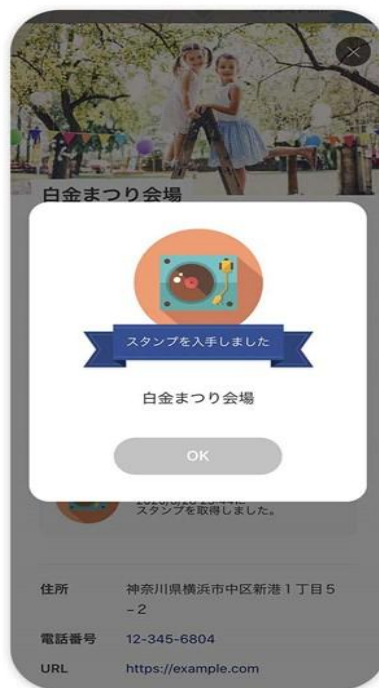 白金まつり会場
スタンプを入手しました
白金まつり会場
OK
スタンプを取得しました。
住所 神奈川県横浜市中区新港1丁目5
-2
電話番号 12-345-6804
URL https://example.com